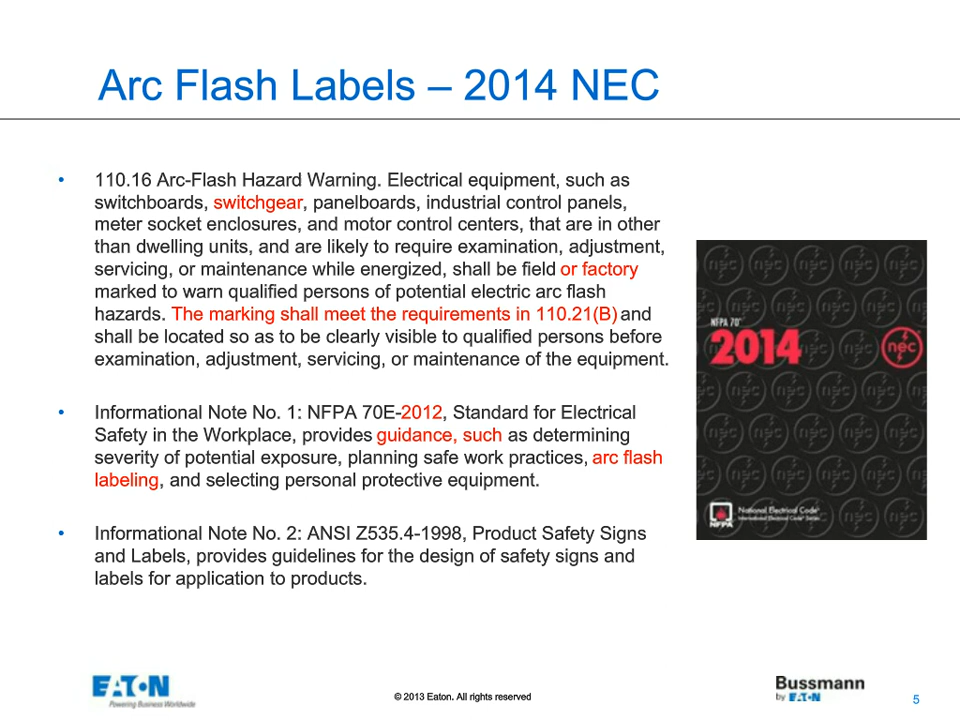 Arc Flash Labels – 2014 NEC
• 110.16 Arc-Flash Hazard Warning. Electrical equipment, such as
switchboards, switchgear, panelboards, industrial control panels,
meter socket enclosures, and motor control centers, that are in other
than dwelling units, and are likely to require examination, adjustment,
servicing, or maintenance while energized, shall be field or factory
marked to warn qualified persons of potential electric arc flash
hazards. The marking shall meet the requirements in 110.21(B) and
shall be located so as to be clearly visible to qualified persons before
examination, adjustment, servicing, or maintenance of the equipment.
• Informational Note No. 1: NFPA 70E-2012, Standard for Electrical
Safety in the Workplace, provides guidance, such as determining
severity of potential exposure, planning safe work practices, arc flash
labeling, and selecting personal protective equipment.
• Informational Note No. 2: ANSI Z535.4-1998, Product Safety Signs
and Labels, provides guidelines for the design of safety signs and
labels for application to products.
NFPA 70™
2014
nec
NFPA
National Electrical Code®
International Electrical Code® Series
EATON
Powering Business Worldwide
© 2013 Eaton. All rights reserved
Bussmann
by EATON
5